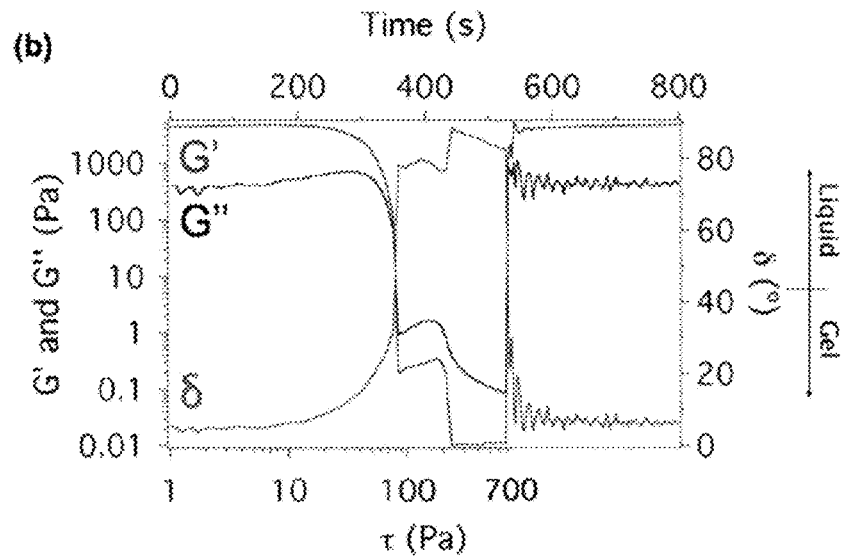 (b)
Time (s)
0 200 400 600 800
G' and G'' (Pa)
1000
100
10
1
0.1
0.01
G'
G''
δ
80
60
40
20
0
δ (°)
Liquid
Gel
1 10 100 700
τ (Pa)